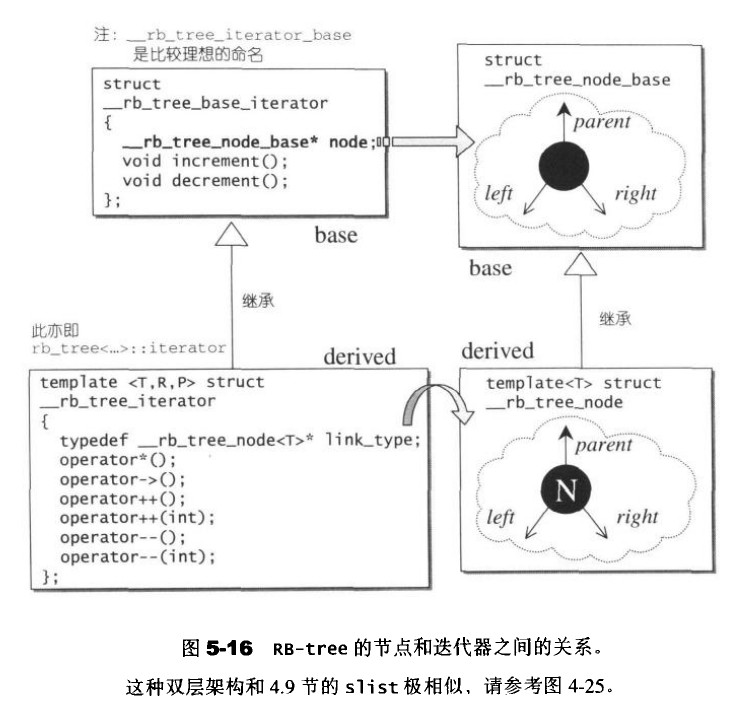 注: __rb_tree_iterator_base
是比较理想的命名
struct
__rb_tree_base_iterator
{
__rb_tree_node_base* node;
void increment();
void decrement();
};
base
struct
__rb_tree_node_base
parent
left
right
base
继承
继承
此亦即
rb_tree<…>::iterator
derived
derived
template <T,R,P> struct
__rb_tree_iterator
{
typedef __rb_tree_node<T>* link_type;
operator*();
operator->();
operator++();
operator++(int);
operator--();
operator--(int);
};
template<T> struct
__rb_tree_node
parent
N
left
right
图 5-16 RB-tree 的节点和迭代器之间的关系。
这种双层架构和 4.9 节的 slist 极相似，请参考图 4-25。